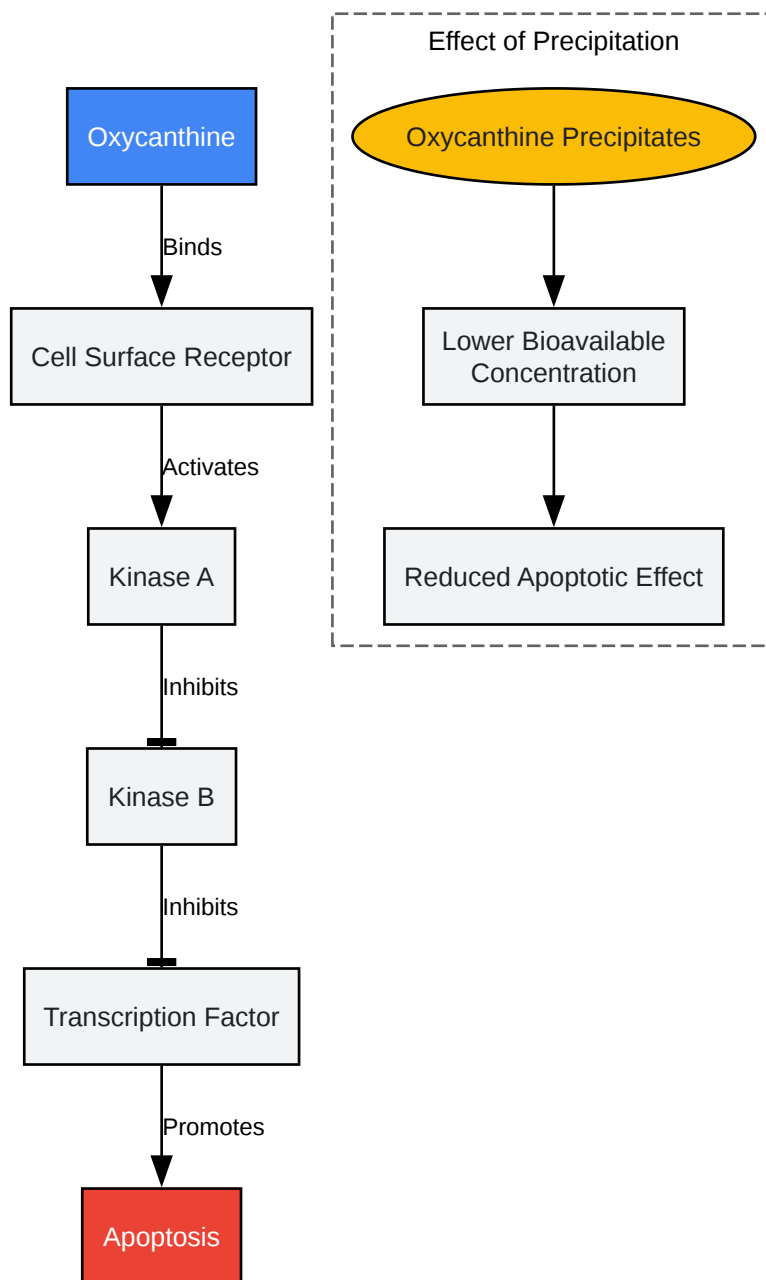 Effect of Precipitation
Oxycanthine
Oxycanthine Precipitates
Binds
Cell Surface Receptor
Lower Bioavailable
Concentration
Activates
Kinase A
Reduced Apoptotic Effect
Inhibits
Kinase B
Inhibits
Transcription Factor
Promotes
Apoptosis